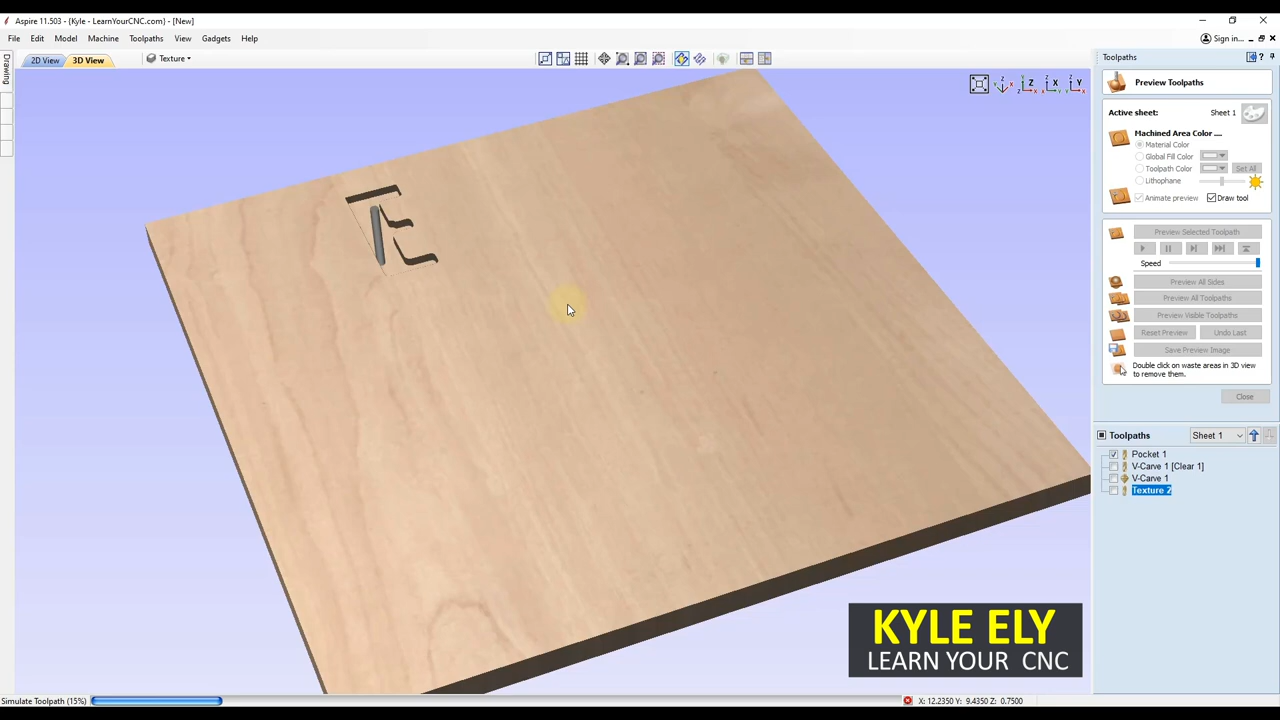 Aspire 11.503 - {Kyle - LearnYourCNC.com} - [New]
File Edit Model Machine Toolpaths View Gadgets Help
Sign in...
Drawing
2D View 3D View Texture
Toolpaths
Preview Toolpaths
Active sheet: Sheet 1
Machined Area Color ....
Material Color
Global Fill Color
Toolpath Color Set All
Lithophane
Animate preview Draw tool
Preview Selected Toolpath
Speed
Preview All Sides
Preview All Toolpaths
Preview Visible Toolpaths
Reset Preview Undo Last
Save Preview Image
Double click on waste areas in 3D view
to remove them.
Close
Toolpaths Sheet 1
Pocket 1
V-Carve 1 [Clear 1]
V-Carve 1
Texture 2
E
KYLE ELY
LEARN YOUR CNC
Simulate Toolpath (15%) X: 12.2350 Y: 9.4350 Z: 0.7500